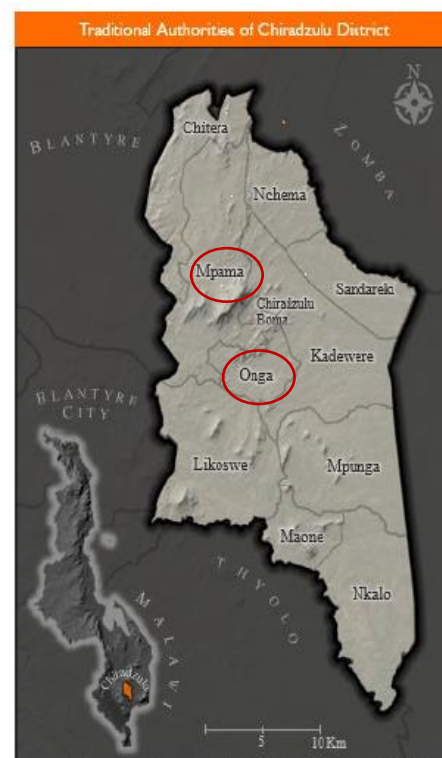 Traditional Authorities of Chiradzulu District
N
Chitera
BLANTYRE
ZOMBA
Nchema
Mpama
Sandareki
Chiradzulu
Boma
Kadewere
Onga
BLANTYRE
CITY
Likoswe
Mpunga
Maone
THYOLO
Nkalo
MALAWI
Chiradzulu
5
10 Km